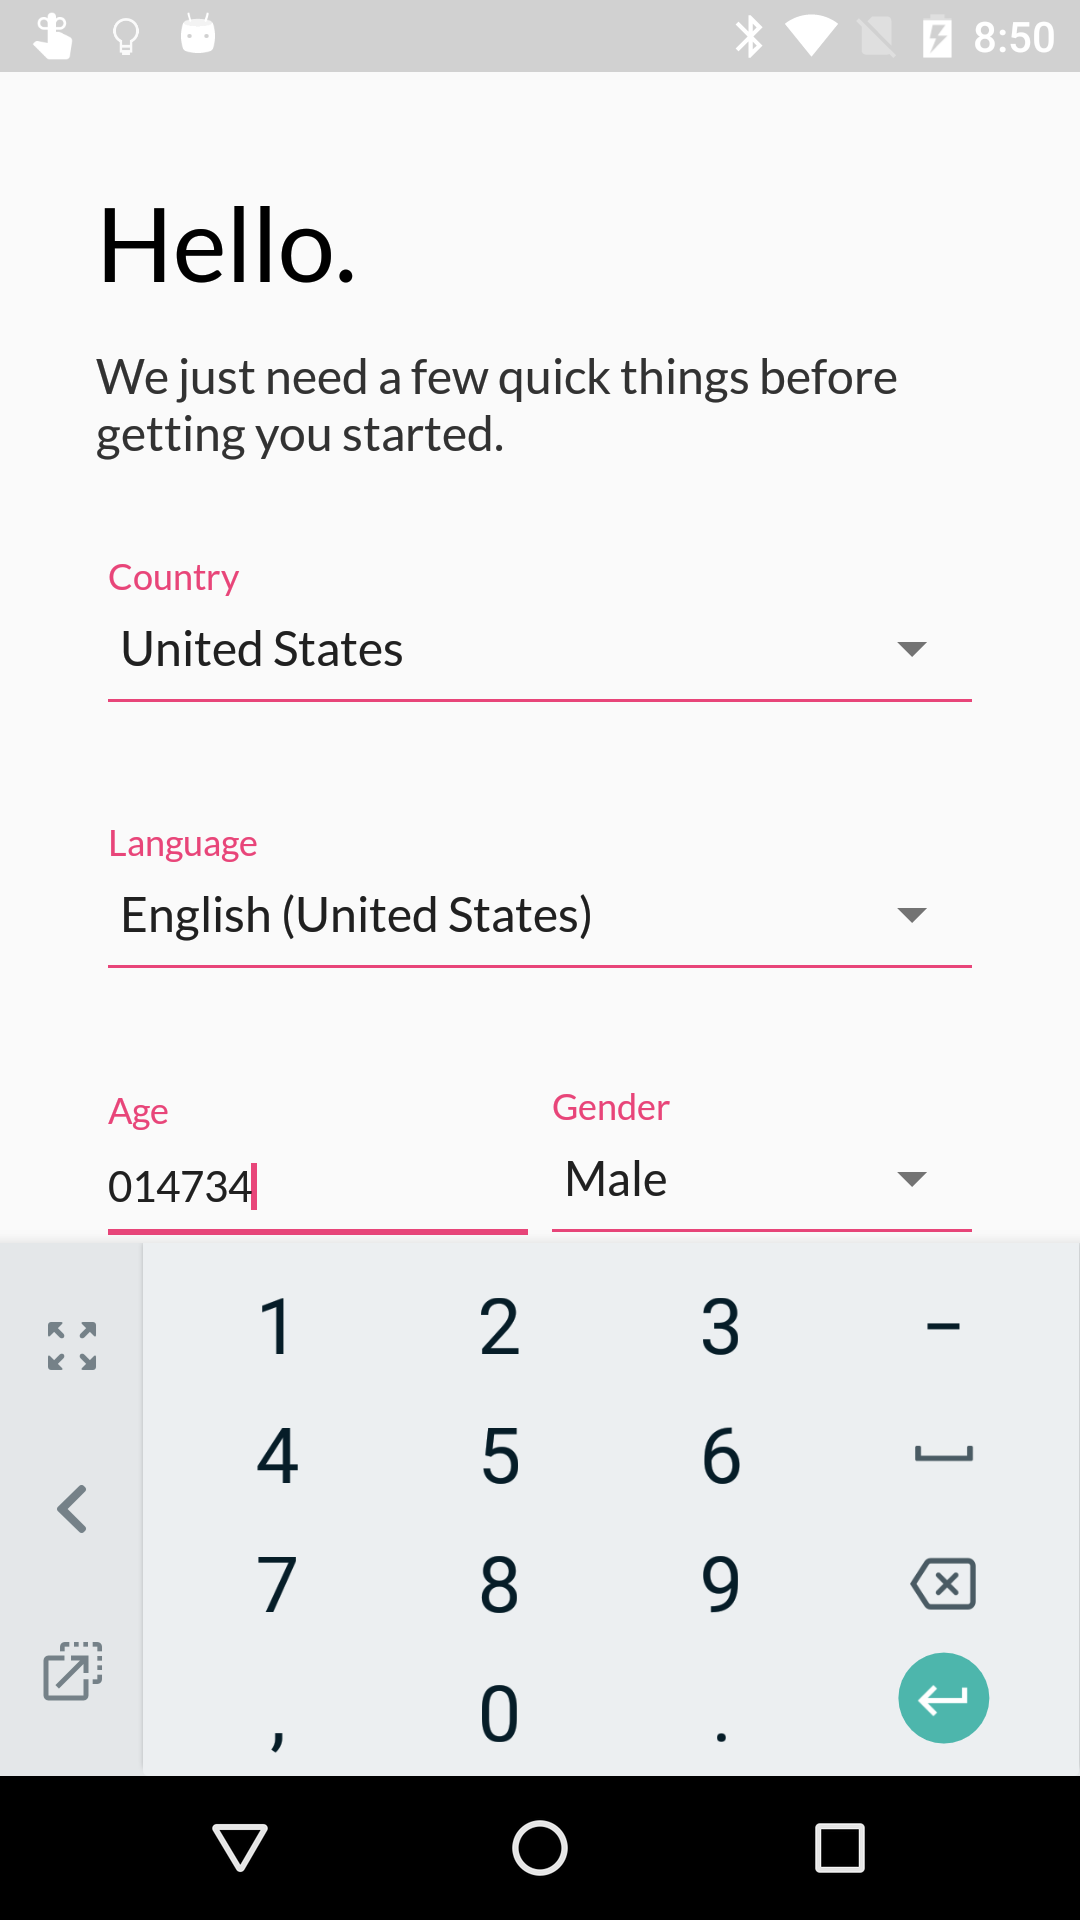 8:50
Hello.
We just need a few quick things before
getting you started.
Country
United States
Language
English (United States)
Age
Gender
014734
Male
1 2 3 –
4 5 6
7 8 9
, 0 .